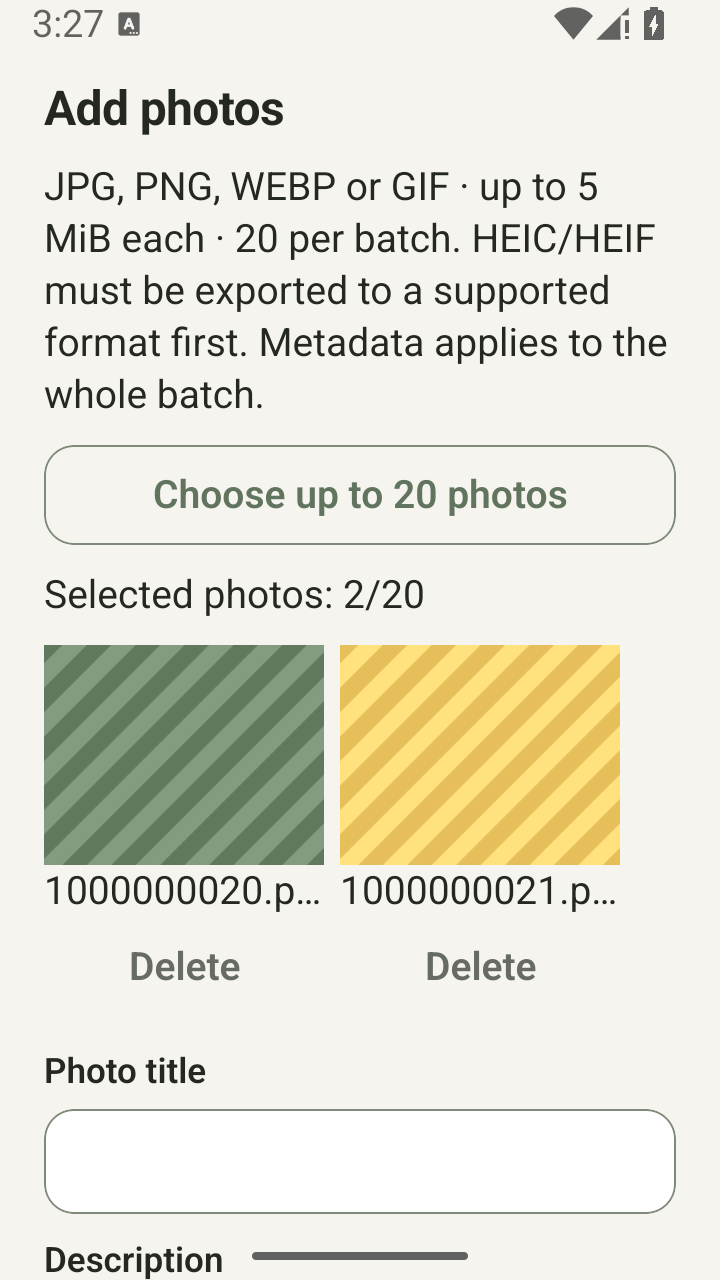 3:27
Add photos
JPG, PNG, WEBP or GIF · up to 5
MiB each · 20 per batch. HEIC/HEIF
must be exported to a supported
format first. Metadata applies to the
whole batch.
Choose up to 20 photos
Selected photos: 2/20
1000000020.p… 1000000021.p…
Delete Delete
Photo title
Description